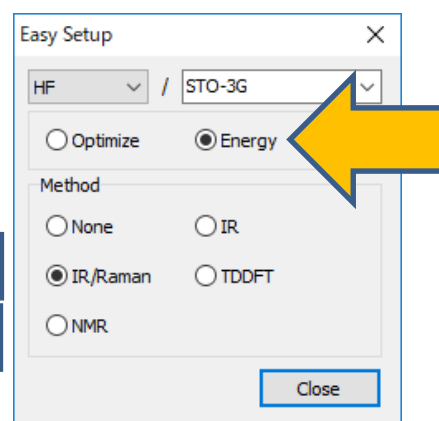 Easy Setup
HF / STO-3G
Optimize Energy
Method
None IR
IR/Raman TDDFT
NMR
Close